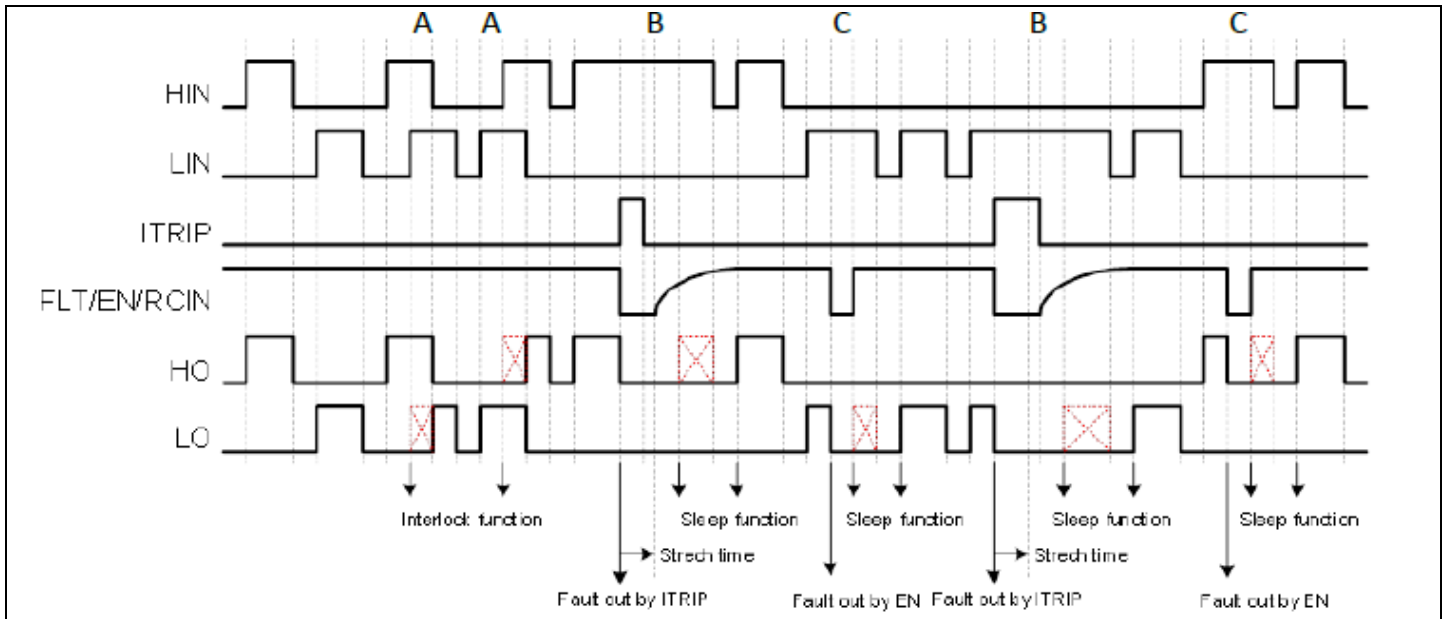 A A B C B C
HIN
LIN
ITRIP
FLT/EN/RCIN
HO
LO
Interlock function Sleep function Sleep function Sleep function Sleep function
Strech time Strech time
Fault out by ITRIP Fault out by EN Fault out by ITRIP Fault out by EN